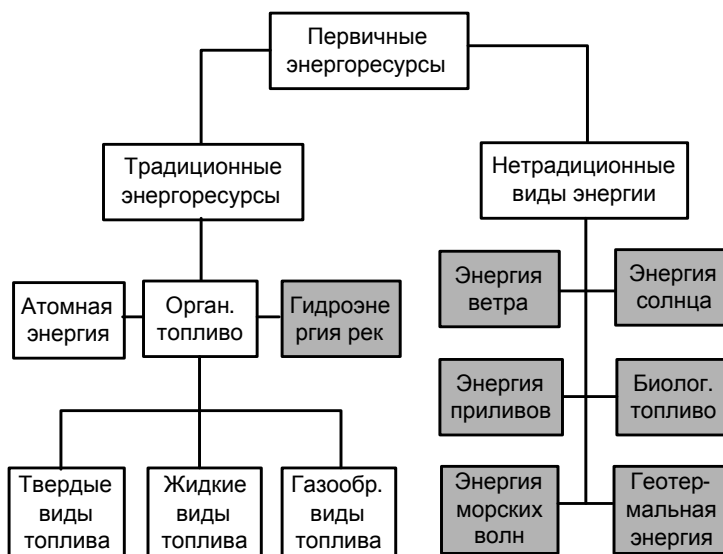 Первичные
энергоресурсы
Традиционные
энергоресурсы
Нетрадиционные
виды энергии
Атомная
энергия
Орган.
топливо
Гидроэне
ргия рек
Энергия
ветра
Энергия
солнца
Энергия
приливов
Биолог.
топливо
Твердые
виды
топлива
Жидкие
виды
топлива
Газообр.
виды
топлива
Энергия
морских
волн
Геотер-
мальная
энергия